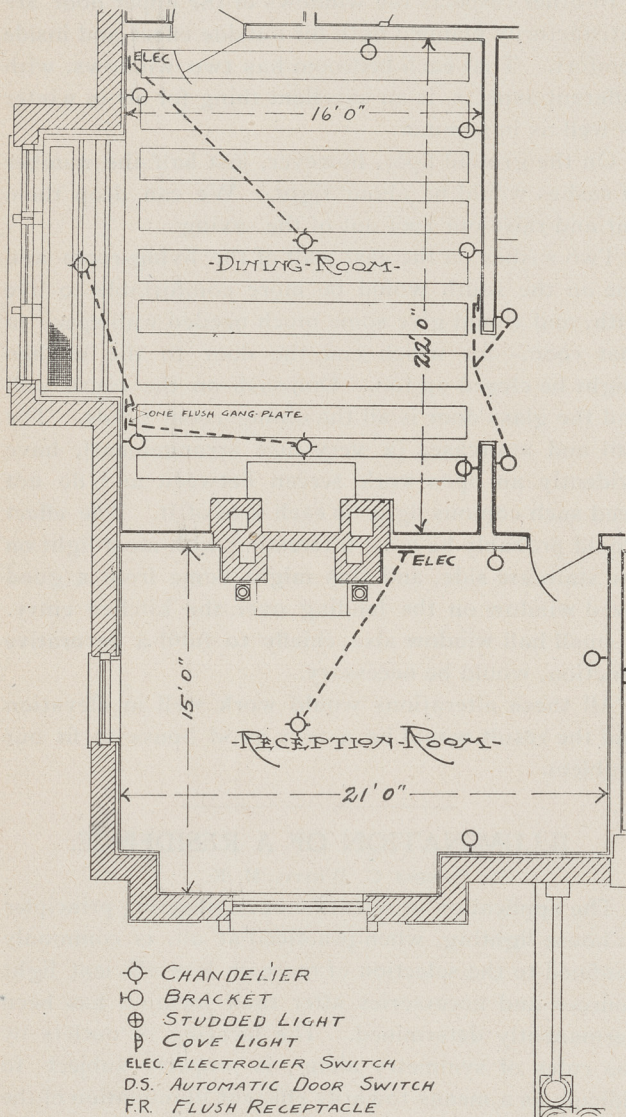 ELEC
16'0"
-DINING-ROOM-
22'0"
ONE FLUSH GANG-PLATE
ELEC
15'0"
-RECEPTION-ROOM-
21'0"
CHANDELIER
BRACKET
STUDDED LIGHT
COVE LIGHT
ELEC. ELECTROLIER SWITCH
D.S. AUTOMATIC DOOR SWITCH
F.R. FLUSH RECEPTACLE